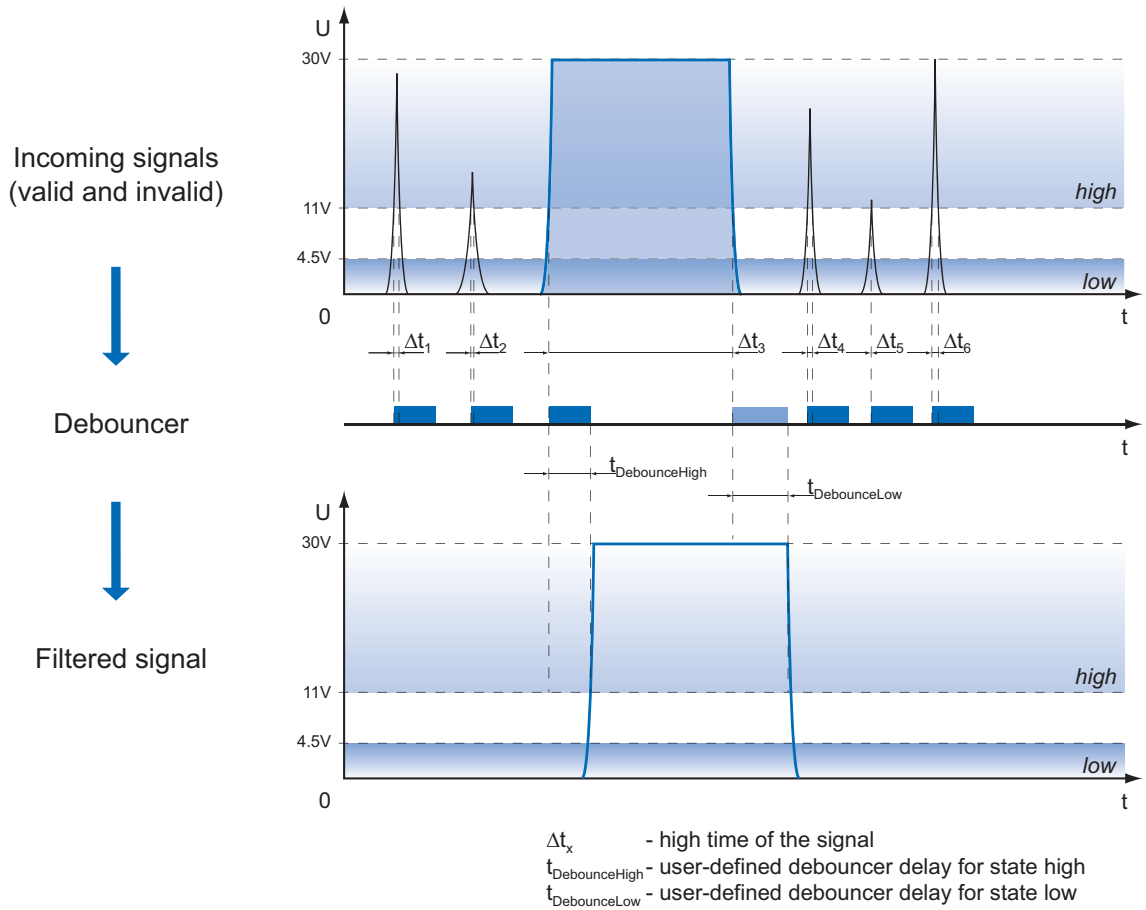 U
30V
Incoming signals
(valid and invalid)
11V
high
4.5V
low
0
t
Δt1
Δt2
Δt3
Δt4
Δt5
Δt6
Debouncer
t
tDebounceHigh
tDebounceLow
U
30V
Filtered signal
11V
high
4.5V
low
0
t
Δtx - high time of the signal
tDebounceHigh - user-defined debouncer delay for state high
tDebounceLow - user-defined debouncer delay for state low